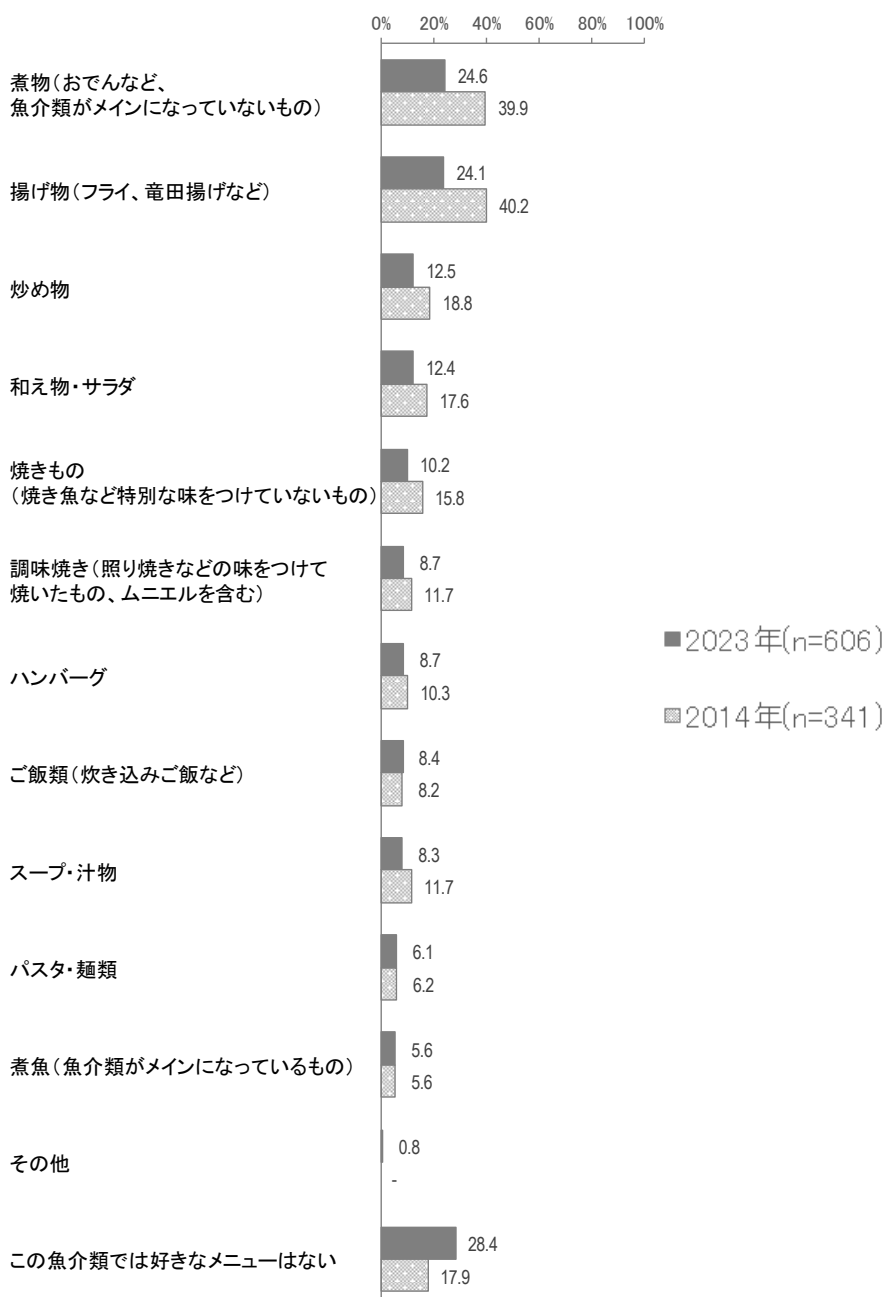 0% 20% 40% 60% 80% 100%
煮物（おでんなど、
魚介類がメインになっていないもの）
24.6
39.9
揚げ物（フライ、竜田揚げなど）
24.1
40.2
炒め物
12.5
18.8
和え物・サラダ
12.4
17.6
焼きもの
（焼き魚など特別な味をつけていないもの）
10.2
15.8
調味焼き（照り焼きなどの味をつけて
焼いたもの、ムニエルを含む）
8.7
11.7
ハンバーグ
8.7
10.3
ご飯類（炊き込みご飯など）
8.4
8.2
スープ・汁物
8.3
11.7
パスタ・麺類
6.1
6.2
煮魚（魚介類がメインになっているもの）
5.6
5.6
その他
0.8
-
この魚介類では好きなメニューはない
28.4
17.9
2023年(n=606)
2014年(n=341)